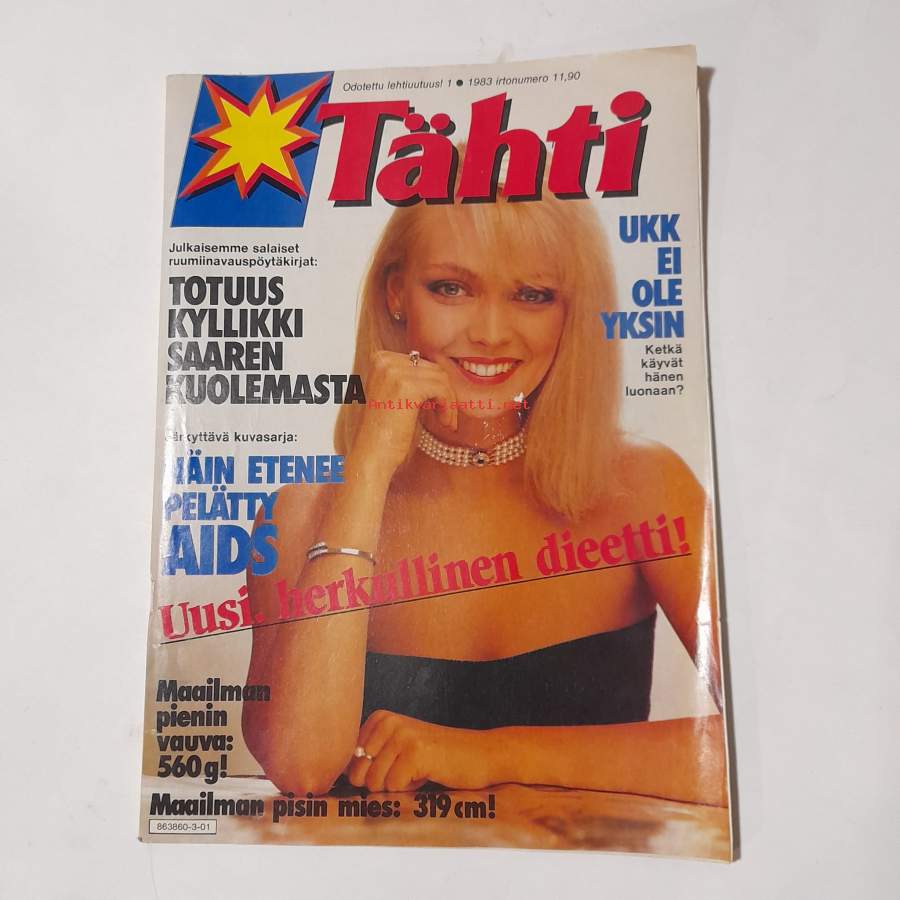 Odotettu lehtiuutuus! 1 ● 1983 irtonumero 11,90
Tähti
Julkaisemme salaiset
ruumiinavauspöytäkirjat:
TOTUUS
KYLLIKKI
SAAREN
KUOLEMASTA
UKK
EI
OLE
YKSIN
Ketkä
käyvät
hänen
luonaan?
Antikvariaatti.net
Järkyttävä kuvasarja:
NÄIN ETENEE
PELÄTTY
AIDS
Uusi, herkullinen dieetti!
Maailman
pienin
vauva:
560 g!
Maailman pisin mies: 319 cm!
863860-3-01